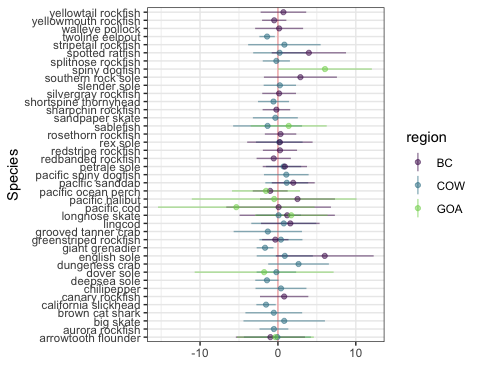 yellowtail rockfish
yellowmouth rockfish
walleye pollock
twoline eelpout
stripetail rockfish
spotted ratfish
splitnose rockfish
spiny dogfish
southern rock sole
slender sole
silvergray rockfish
shortspine thornyhead
sharpchin rockfish
sandpaper skate
sablefish
rosethorn rockfish
rex sole
redstripe rockfish
redbanded rockfish
petrale sole
pacific spiny dogfish
pacific sanddab
pacific ocean perch
pacific halibut
pacific cod
longnose skate
lingcod
grooved tanner crab
greenstriped rockfish
giant grenadier
english sole
dungeness crab
dover sole
deepsea sole
chilipepper
canary rockfish
california slickhead
brown cat shark
big skate
aurora rockfish
arrowtooth flounder
Species
-10 0 10
region
BC
COW
GOA